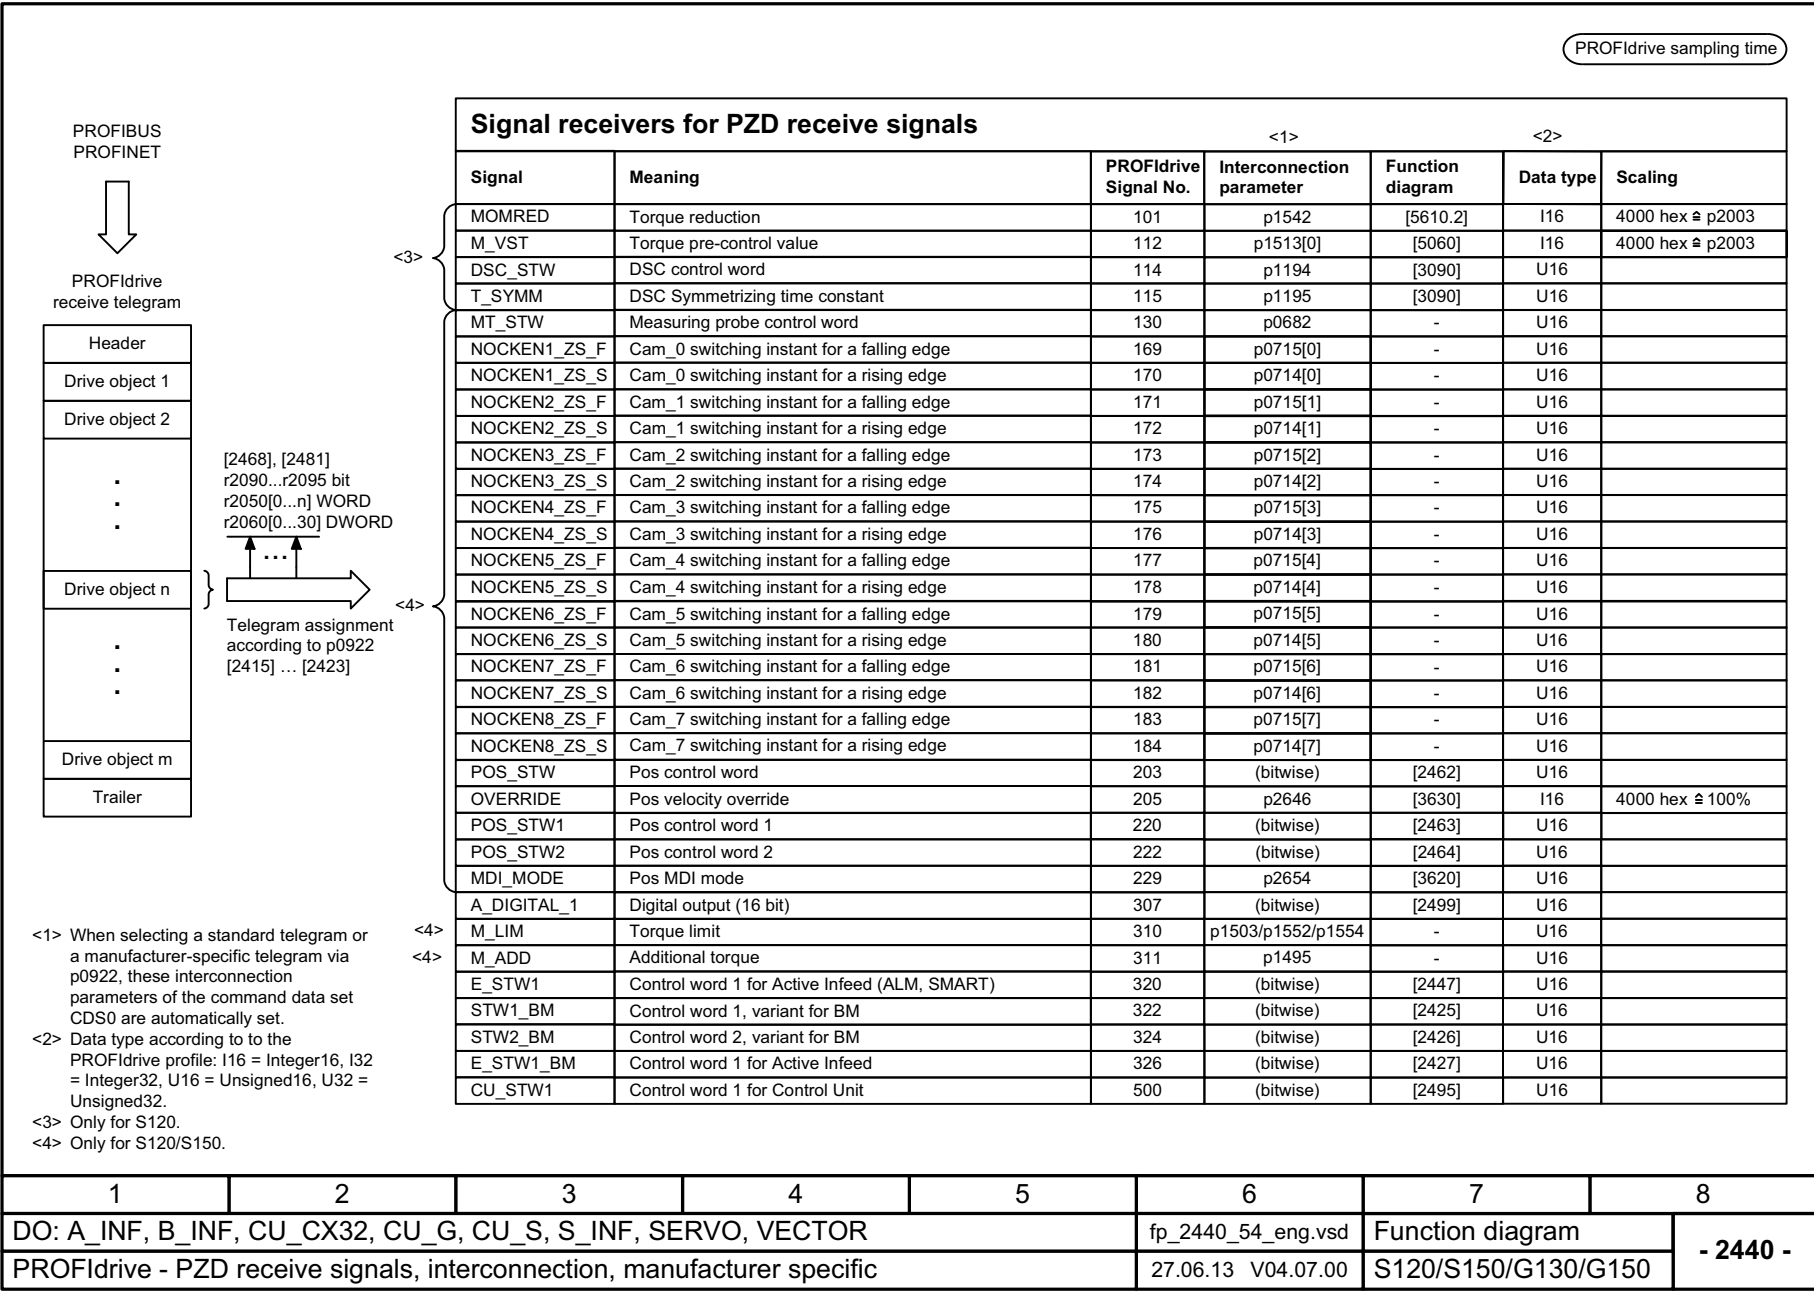 PROFIdrive sampling time
PROFIBUS
PROFINET
PROFIdrive
receive telegram
Header
Drive object 1
Drive object 2
.
.
.
Drive object n
.
.
.
Drive object m
Trailer
[2468], [2481]
r2090...r2095 bit
r2050[0...n] WORD
r2060[0...30] DWORD
...
Telegram assignment
according to p0922
[2415] … [2423]
Signal receivers for PZD receive signals <1> <2>
Signal Meaning PROFIdrive Signal No. Interconnection parameter Function diagram Data type Scaling
<3>
MOMRED Torque reduction 101 p1542 [5610.2] I16 4000 hex ≙ p2003
M_VST Torque pre-control value 112 p1513[0] [5060] I16 4000 hex ≙ p2003
DSC_STW DSC control word 114 p1194 [3090] U16
T_SYMM DSC Symmetrizing time constant 115 p1195 [3090] U16
<4>
MT_STW Measuring probe control word 130 p0682 - U16
NOCKEN1_ZS_F Cam_0 switching instant for a falling edge 169 p0715[0] - U16
NOCKEN1_ZS_S Cam_0 switching instant for a rising edge 170 p0714[0] - U16
NOCKEN2_ZS_F Cam_1 switching instant for a falling edge 171 p0715[1] - U16
NOCKEN2_ZS_S Cam_1 switching instant for a rising edge 172 p0714[1] - U16
NOCKEN3_ZS_F Cam_2 switching instant for a falling edge 173 p0715[2] - U16
NOCKEN3_ZS_S Cam_2 switching instant for a rising edge 174 p0714[2] - U16
NOCKEN4_ZS_F Cam_3 switching instant for a falling edge 175 p0715[3] - U16
NOCKEN4_ZS_S Cam_3 switching instant for a rising edge 176 p0714[3] - U16
NOCKEN5_ZS_F Cam_4 switching instant for a falling edge 177 p0715[4] - U16
NOCKEN5_ZS_S Cam_4 switching instant for a rising edge 178 p0714[4] - U16
NOCKEN6_ZS_F Cam_5 switching instant for a falling edge 179 p0715[5] - U16
NOCKEN6_ZS_S Cam_5 switching instant for a rising edge 180 p0714[5] - U16
NOCKEN7_ZS_F Cam_6 switching instant for a falling edge 181 p0715[6] - U16
NOCKEN7_ZS_S Cam_6 switching instant for a rising edge 182 p0714[6] - U16
NOCKEN8_ZS_F Cam_7 switching instant for a falling edge 183 p0715[7] - U16
NOCKEN8_ZS_S Cam_7 switching instant for a rising edge 184 p0714[7] - U16
POS_STW Pos control word 203 (bitwise) [2462] U16
OVERRIDE Pos velocity override 205 p2646 [3630] I16 4000 hex ≙ 100%
POS_STW1 Pos control word 1 220 (bitwise) [2463] U16
POS_STW2 Pos control word 2 222 (bitwise) [2464] U16
MDI_MODE Pos MDI mode 229 p2654 [3620] U16
A_DIGITAL_1 Digital output (16 bit) 307 (bitwise) [2499] U16
<4> M_LIM Torque limit 310 p1503/p1552/p1554 - U16
<4> M_ADD Additional torque 311 p1495 - U16
E_STW1 Control word 1 for Active Infeed (ALM, SMART) 320 (bitwise) [2447] U16
STW1_BM Control word 1, variant for BM 322 (bitwise) [2425] U16
STW2_BM Control word 2, variant for BM 324 (bitwise) [2426] U16
E_STW1_BM Control word 1 for Active Infeed 326 (bitwise) [2427] U16
CU_STW1 Control word 1 for Control Unit 500 (bitwise) [2495] U16
<1> When selecting a standard telegram or
a manufacturer-specific telegram via
p0922, these interconnection
parameters of the command data set
CDS0 are automatically set.
<2> Data type according to to the
PROFIdrive profile: I16 = Integer16, I32
= Integer32, U16 = Unsigned16, U32 =
Unsigned32.
<3> Only for S120.
<4> Only for S120/S150.
1 2 3 4 5 6 7 8
DO: A_INF, B_INF, CU_CX32, CU_G, CU_S, S_INF, SERVO, VECTOR fp_2440_54_eng.vsd Function diagram
- 2440 -
PROFIdrive - PZD receive signals, interconnection, manufacturer specific 27.06.13 V04.07.00 S120/S150/G130/G150